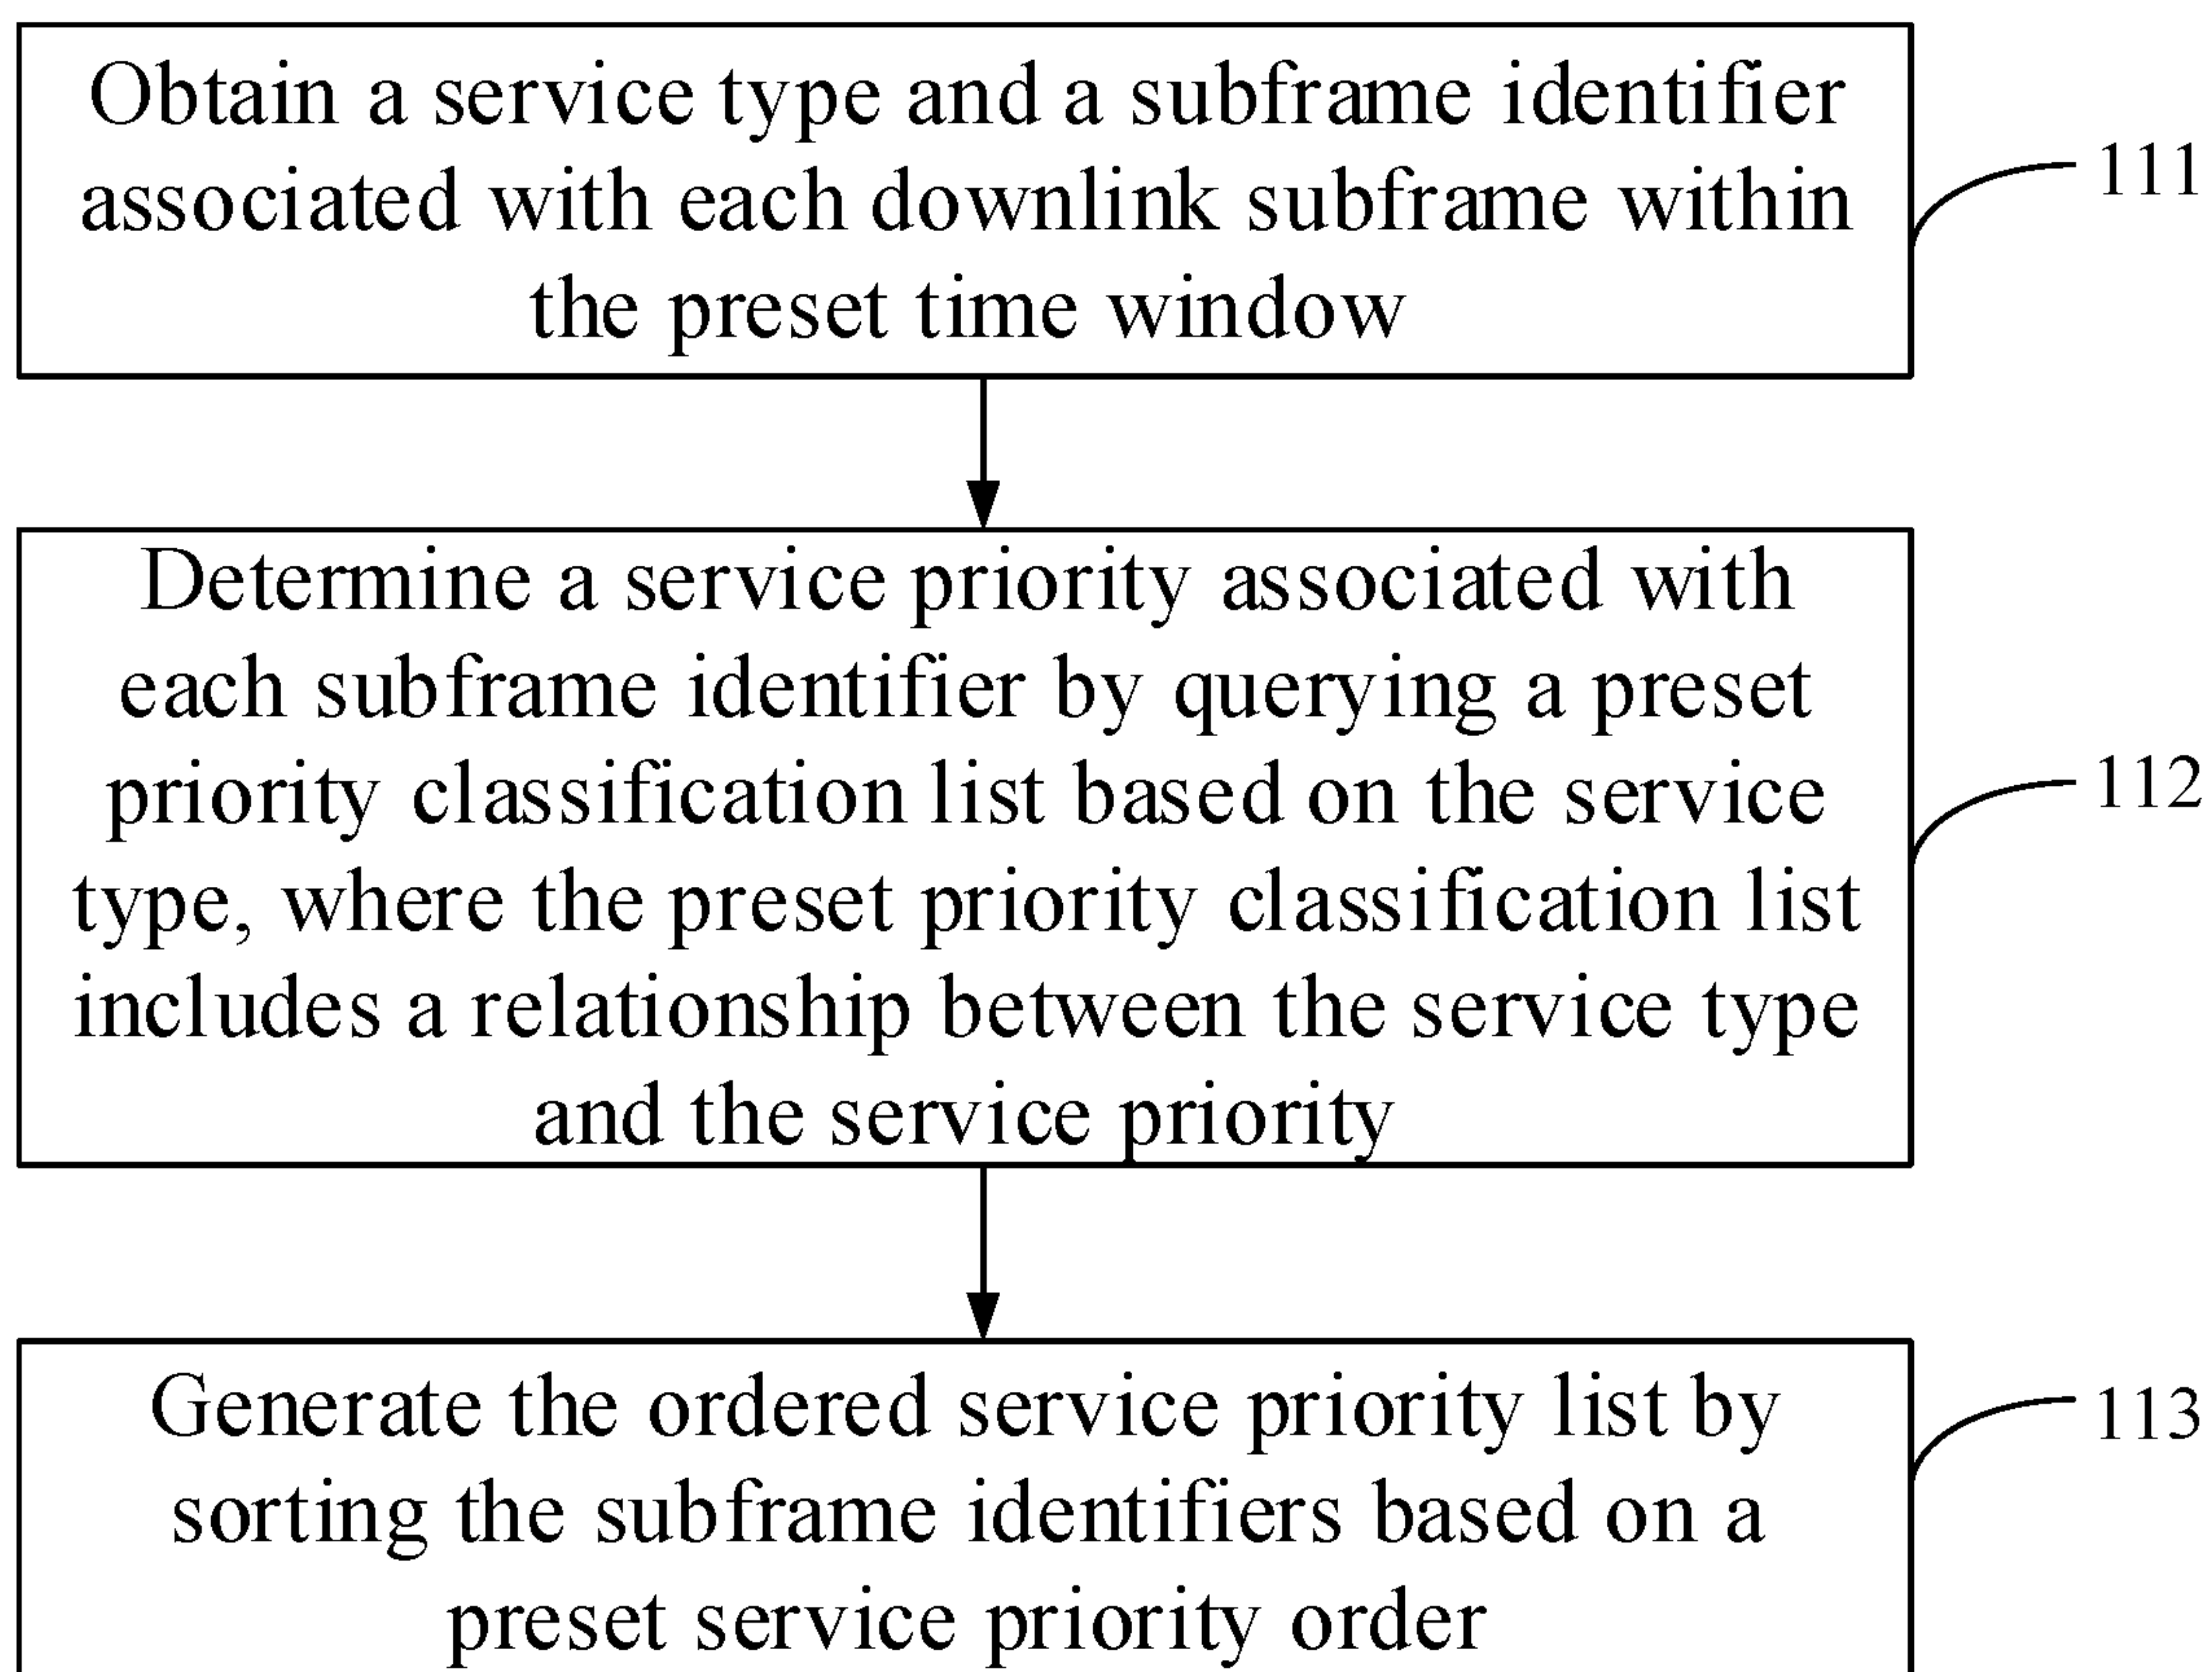 Obtain a service type and a subframe identifier
associated with each downlink subframe within
the preset time window
111
Determine a service priority associated with
each subframe identifier by querying a preset
priority classification list based on the service
type, where the preset priority classification list
includes a relationship between the service type
and the service priority
112
Generate the ordered service priority list by
sorting the subframe identifiers based on a
preset service priority order
113